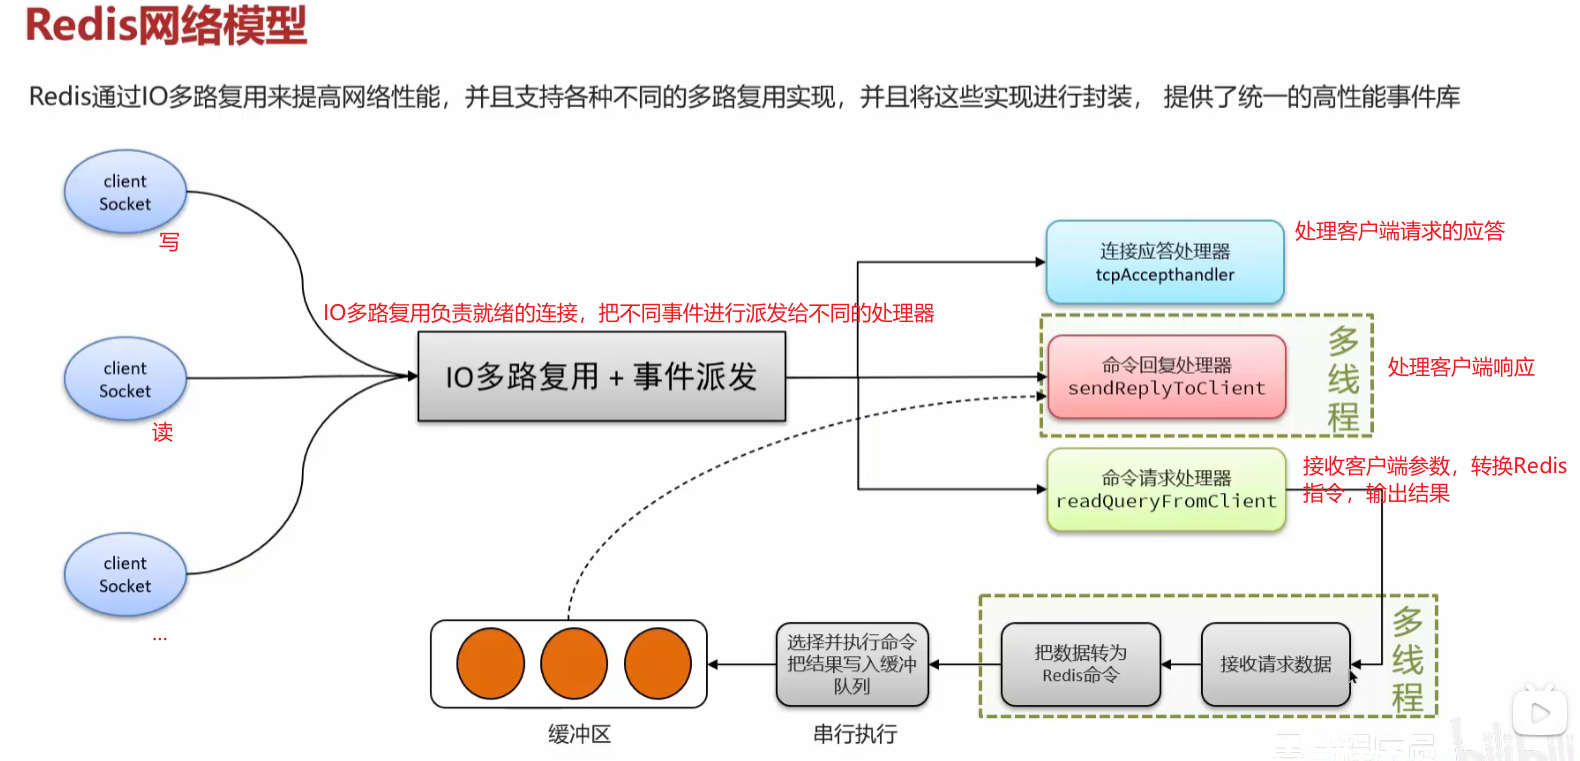 Redis网络模型
Redis通过IO多路复用来提高网络性能，并且支持各种不同的多路复用实现，并且将这些实现进行封装， 提供了统一的高性能事件库
client
Socket
写
client
Socket
读
client
Socket
...
IO多路复用负责就绪的连接，把不同事件进行派发给不同的处理器
IO多路复用 + 事件派发
连接应答处理器
tcpAccepthandler
处理客户端请求的应答
命令回复处理器
sendReplyToClient
多
线
程
处理客户端响应
命令请求处理器
readQueryFromClient
接收客户端参数，转换Redis
指令，输出结果
接收请求数据
把数据转为
Redis命令
多
线
程
选择并执行命令
把结果写入缓冲
队列
串行执行
缓冲区
bilibili